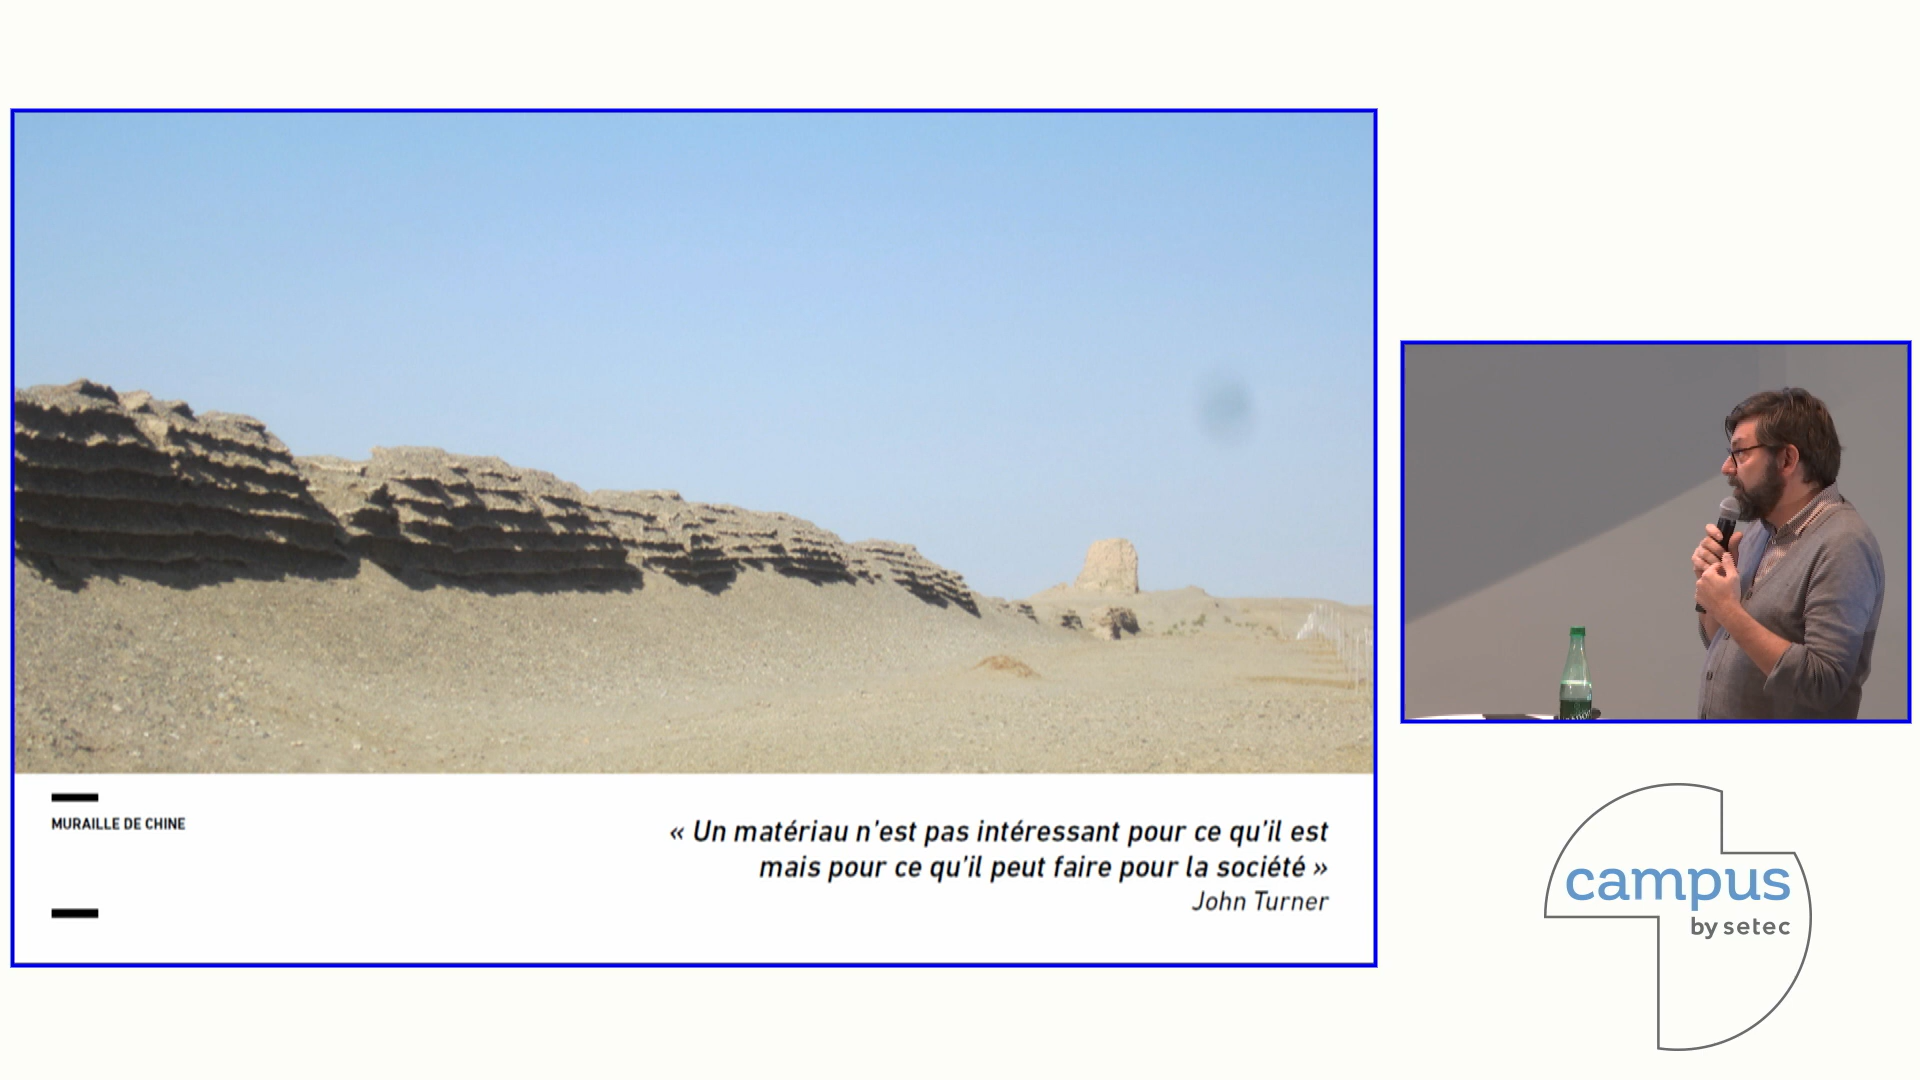 MURAILLE DE CHINE
« Un matériau n'est pas intéressant pour ce qu'il est
mais pour ce qu'il peut faire pour la société »
John Turner
campus
by setec